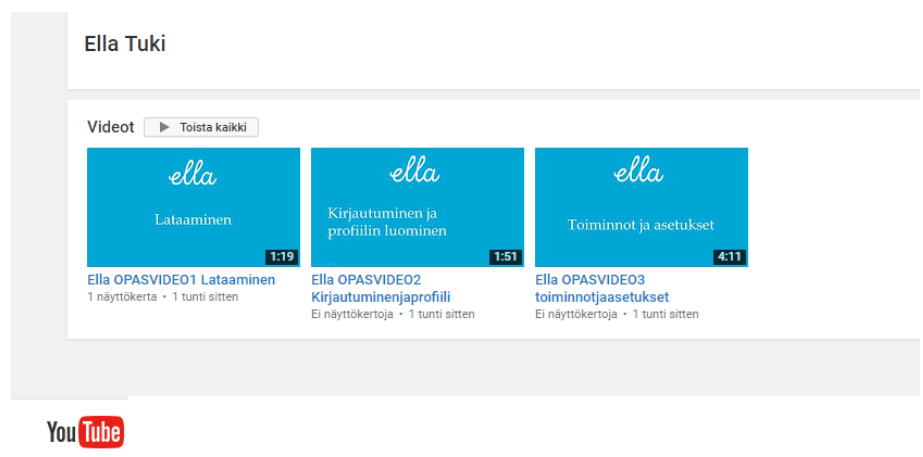 Ella Tuki
Videot Toista kaikki
ella
Lataaminen
1:19
ella
Kirjautuminen ja
profiilin luominen
1:51
ella
Toiminnot ja asetukset
4:11
Ella OPASVIDEO1 Lataaminen
1 näyttökerta • 1 tunti sitten
Ella OPASVIDEO2
Kirjautuminenjaprofiili
Ei näyttökertoja • 1 tunti sitten
Ella OPASVIDEO3
toiminnotjaasetukset
Ei näyttökertoja • 1 tunti sitten
YouTube